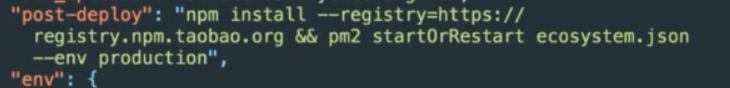 "post-deploy": "npm install --registry=https://
registry.npm.taobao.org && pm2 startOrRestart ecosystem.json
--env production",
"env": {